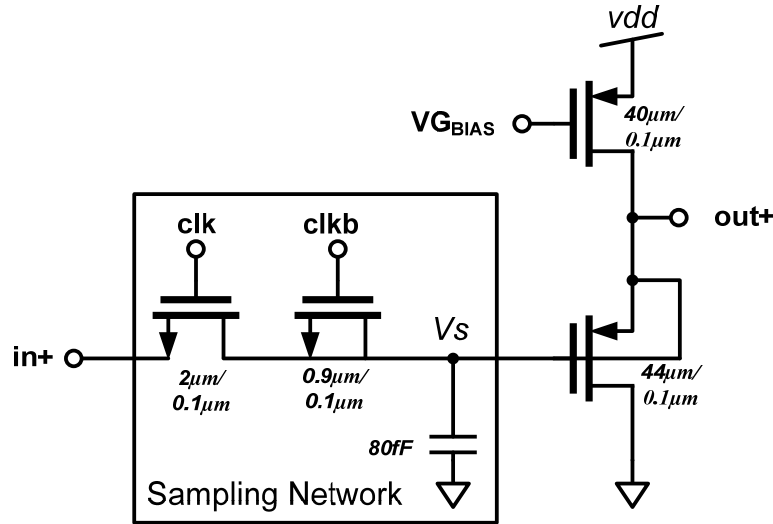 vdd
VG_BIAS
40μm/
0.1μm
out+
clk
clkb
Vs
in+
2μm/
0.1μm
0.9μm/
0.1μm
44μm/
0.1μm
80fF
Sampling Network